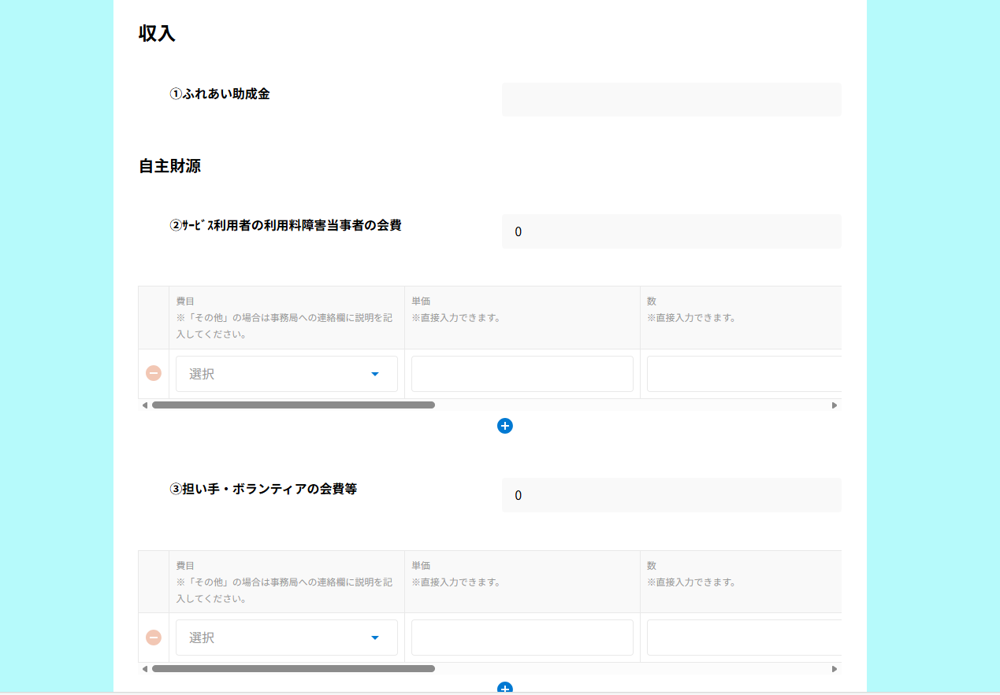 収入
①ふれあい助成金
自主財源
②ｻｰﾋﾞｽ利用者の利用料障害当事者の会費
0
費目
※「その他」の場合は事務局への連絡欄に説明を記
入してください。
単価
※直接入力できます。
数
※直接入力できます。
選択
③担い手・ボランティアの会費等
0
費目
※「その他」の場合は事務局への連絡欄に説明を記
入してください。
単価
※直接入力できます。
数
※直接入力できます。
選択